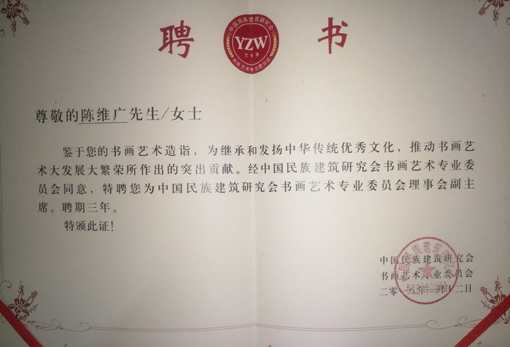 聘 书
YZW
尊敬的陈维广先生/女士
鉴于您的书画艺术造诣，为继承和发扬中华传统优秀文化，推动书画艺
术大发展大繁荣所作出的突出贡献。经中国民族建筑研究会书画艺术专业委
员会同意，特聘您为中国民族建筑研究会书画艺术专业委员会理事会副主
席。聘期三年。
特颁此证！
中国民族建筑研究会
书画艺术专业委员会